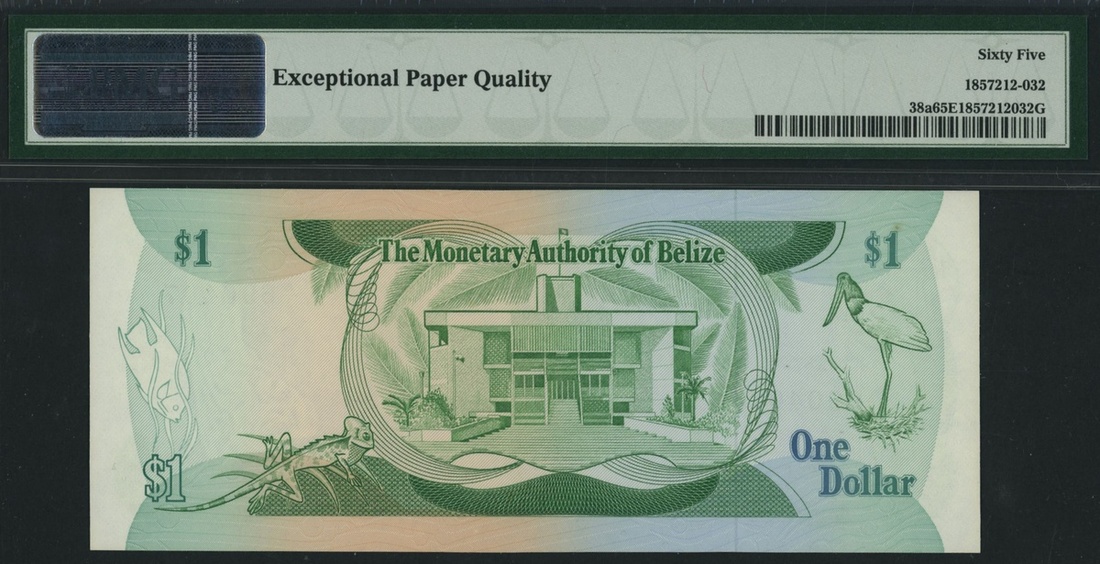 Exceptional Paper Quality
Sixty Five
1857212-032
38a65E1857212032G
$1
The Monetary Authority of Belize
$1
$1
One
Dollar